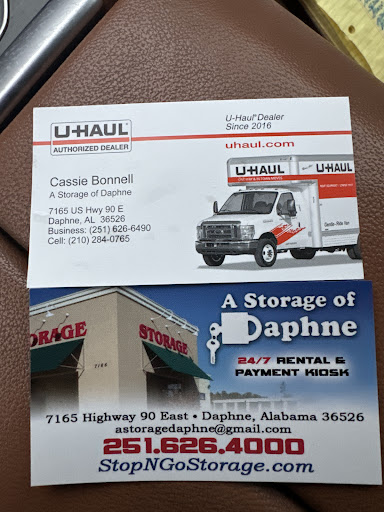 U-HAUL
AUTHORIZED DEALER
U-Haul® Dealer
Since 2016
uhaul.com
Cassie Bonnell
A Storage of Daphne
7165 US Hwy 90 E
Daphne, AL 36526
Business: (251) 626-6490
Cell: (210) 284-0765
U-HAUL
U-HAUL
RAGE
STORAGE
A Storage of
Daphne
24/7 RENTAL &
PAYMENT KIOSK
7165 Highway 90 East • Daphne, Alabama 36526
astoragedaphne@gmail.com
251.626.4000
StopNGoStorage.com